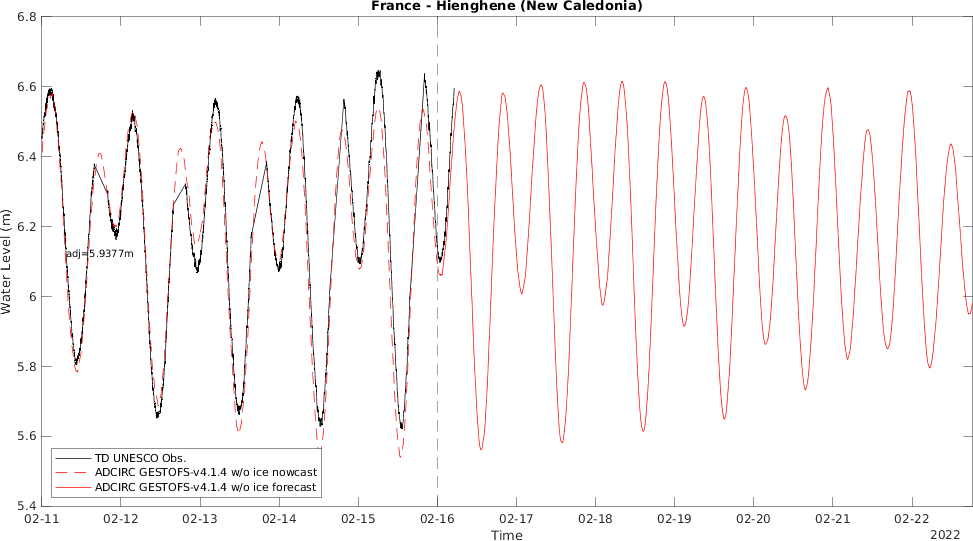 France - Hienghene (New Caledonia)
Water Level (m)
6.8
6.6
6.4
6.2
6
5.8
5.6
5.4
adj=5.9377m
TD UNESCO Obs.
ADCIRC GESTOFS-v4.1.4 w/o ice nowcast
ADCIRC GESTOFS-v4.1.4 w/o ice forecast
02-11 02-12 02-13 02-14 02-15 02-16 02-17 02-18 02-19 02-20 02-21 02-22
Time
2022